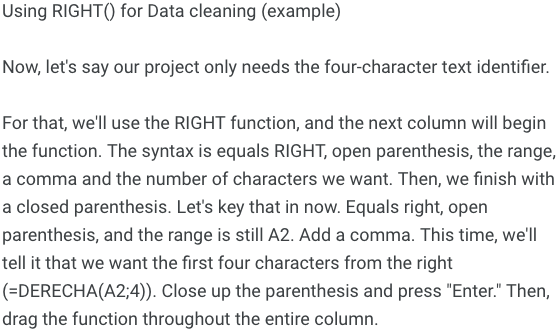 Using RIGHT() for Data cleaning (example)
Now, let's say our project only needs the four-character text identifier.
For that, we'll use the RIGHT function, and the next column will begin
the function. The syntax is equals RIGHT, open parenthesis, the range,
a comma and the number of characters we want. Then, we finish with
a closed parenthesis. Let's key that in now. Equals right, open
parenthesis, and the range is still A2. Add a comma. This time, we'll
tell it that we want the first four characters from the right
(=DERECHA(A2;4)). Close up the parenthesis and press "Enter." Then,
drag the function throughout the entire column.